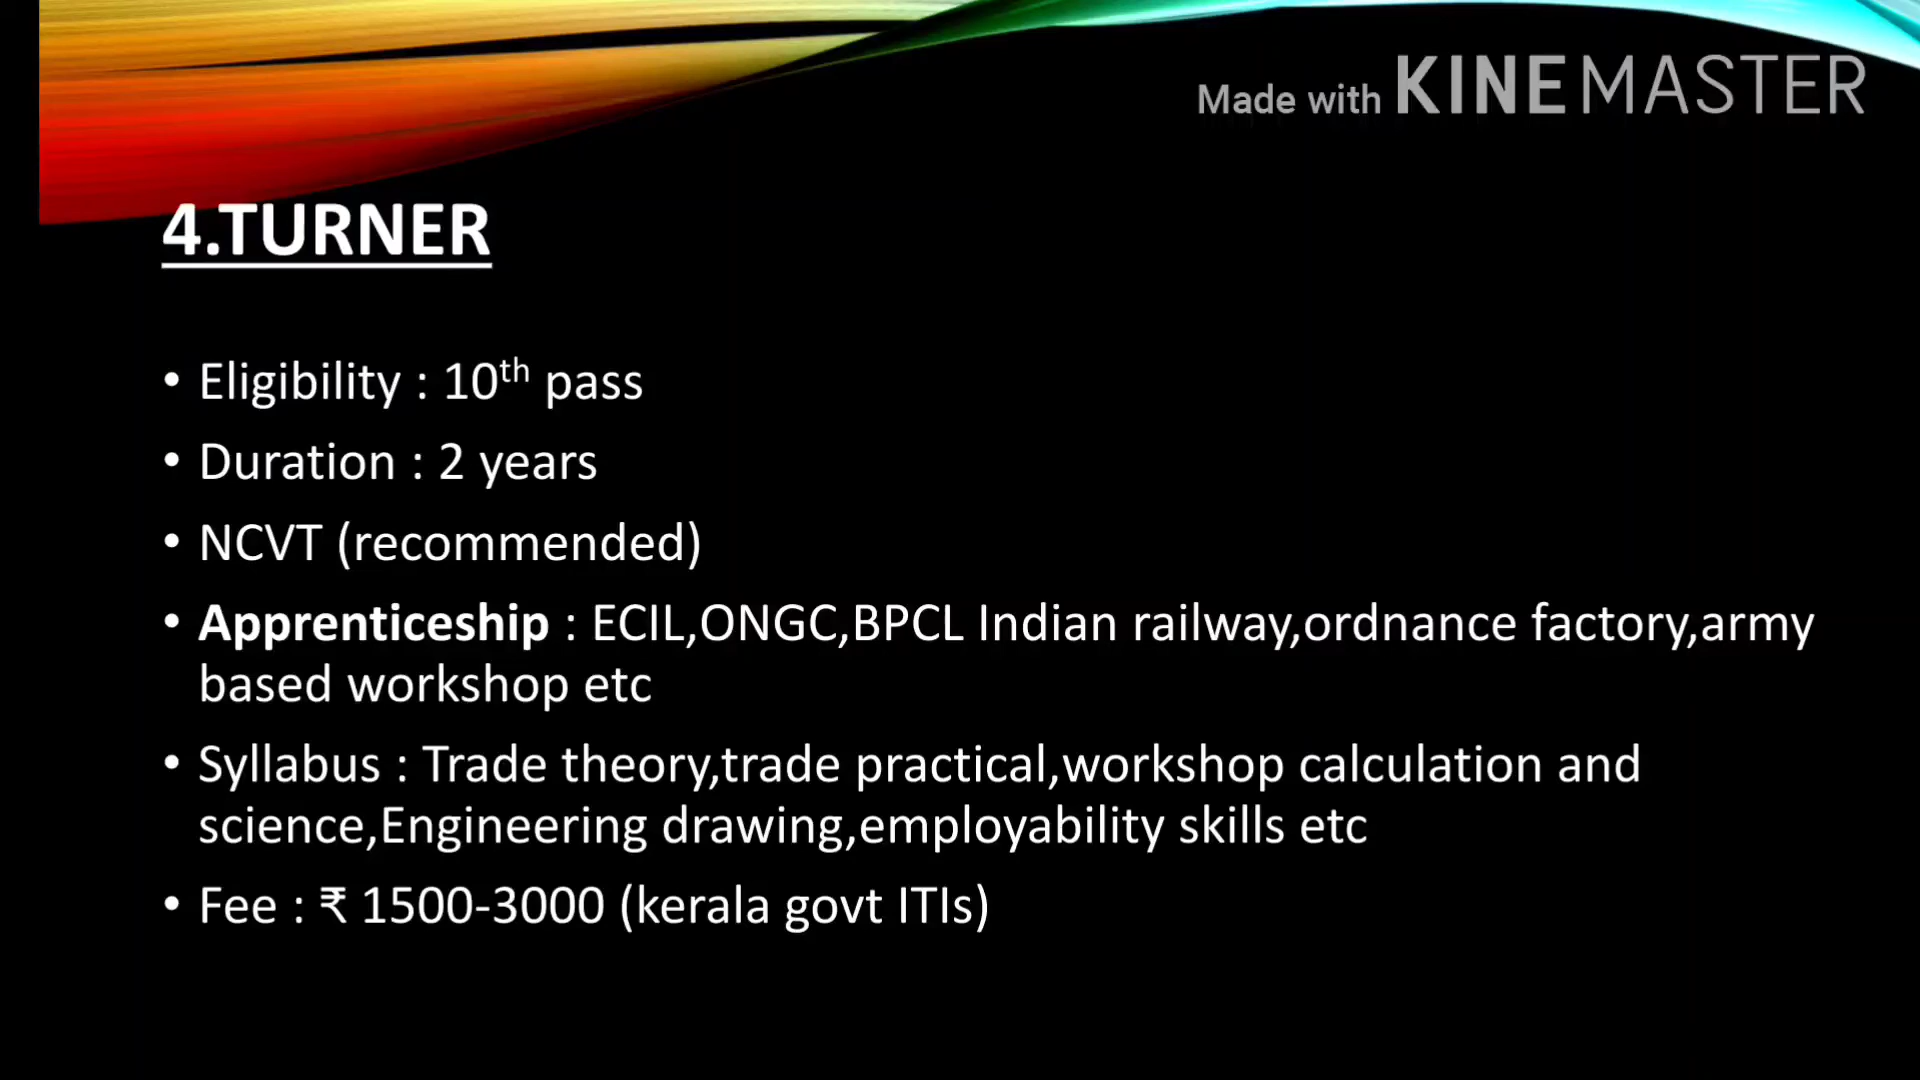 Made with KINEMASTER
4.TURNER
• Eligibility : 10th pass
• Duration : 2 years
• NCVT (recommended)
• Apprenticeship : ECIL,ONGC,BPCL Indian railway,ordnance factory,army
based workshop etc
• Syllabus : Trade theory,trade practical,workshop calculation and
science,Engineering drawing,employability skills etc
• Fee : ₹ 1500-3000 (kerala govt ITIs)